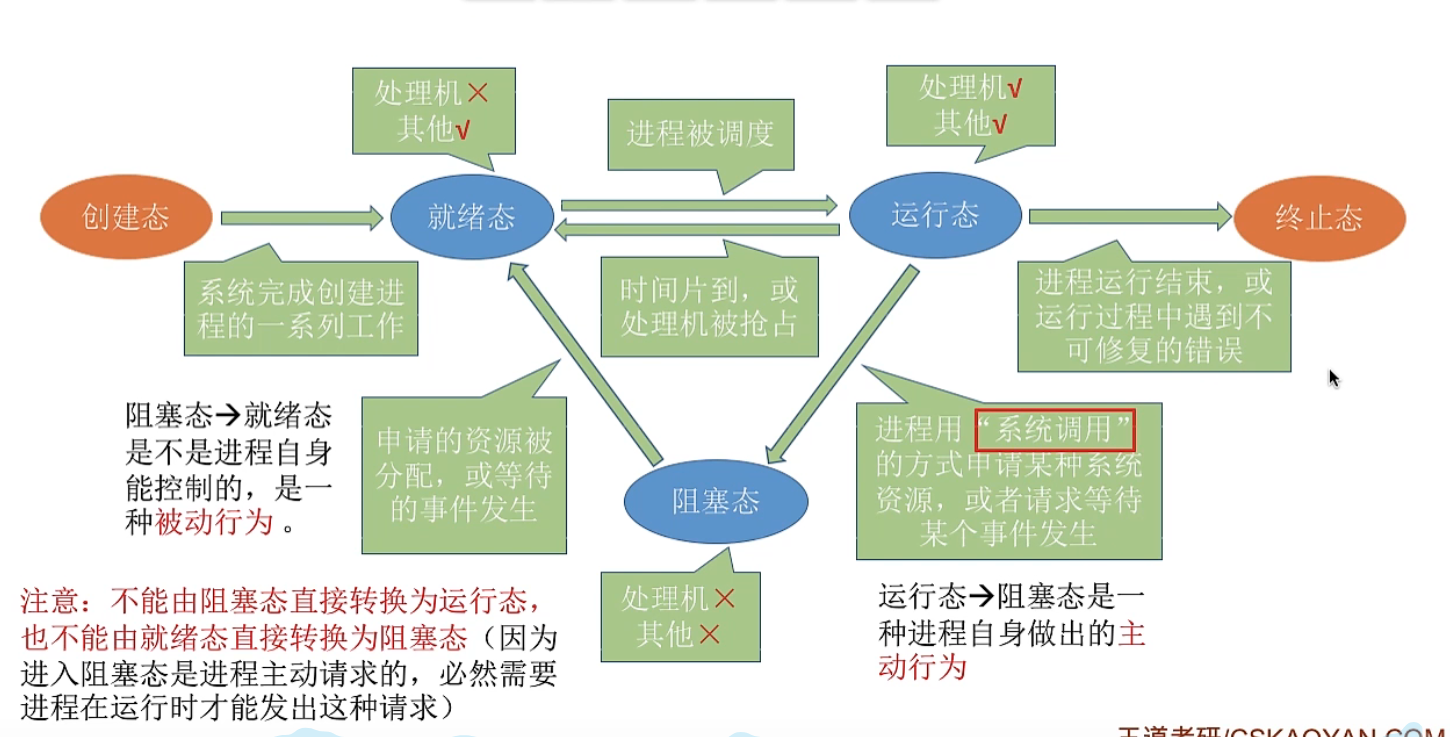 处理机×
其他√
进程被调度
处理机√
其他√
创建态
就绪态
运行态
终止态
系统完成创建进
程的一系列工作
时间片到，或
处理机被抢占
进程运行结束，或
运行过程中遇到不
可修复的错误
阻塞态→就绪态
是不是进程自身
能控制的，是一
种被动行为。
申请的资源被
分配，或等待
的事件发生
进程用“系统调用”
的方式申请某种系统
资源，或者请求等待
某个事件发生
阻塞态
处理机×
其他×
运行态→阻塞态是一
种进程自身做出的主
动行为
注意：不能由阻塞态直接转换为运行态，
也不能由就绪态直接转换为阻塞态（因为
进入阻塞态是进程主动请求的，必然需要
进程在运行时才能发出这种请求）
王道考研/CSKAOYAN.COM